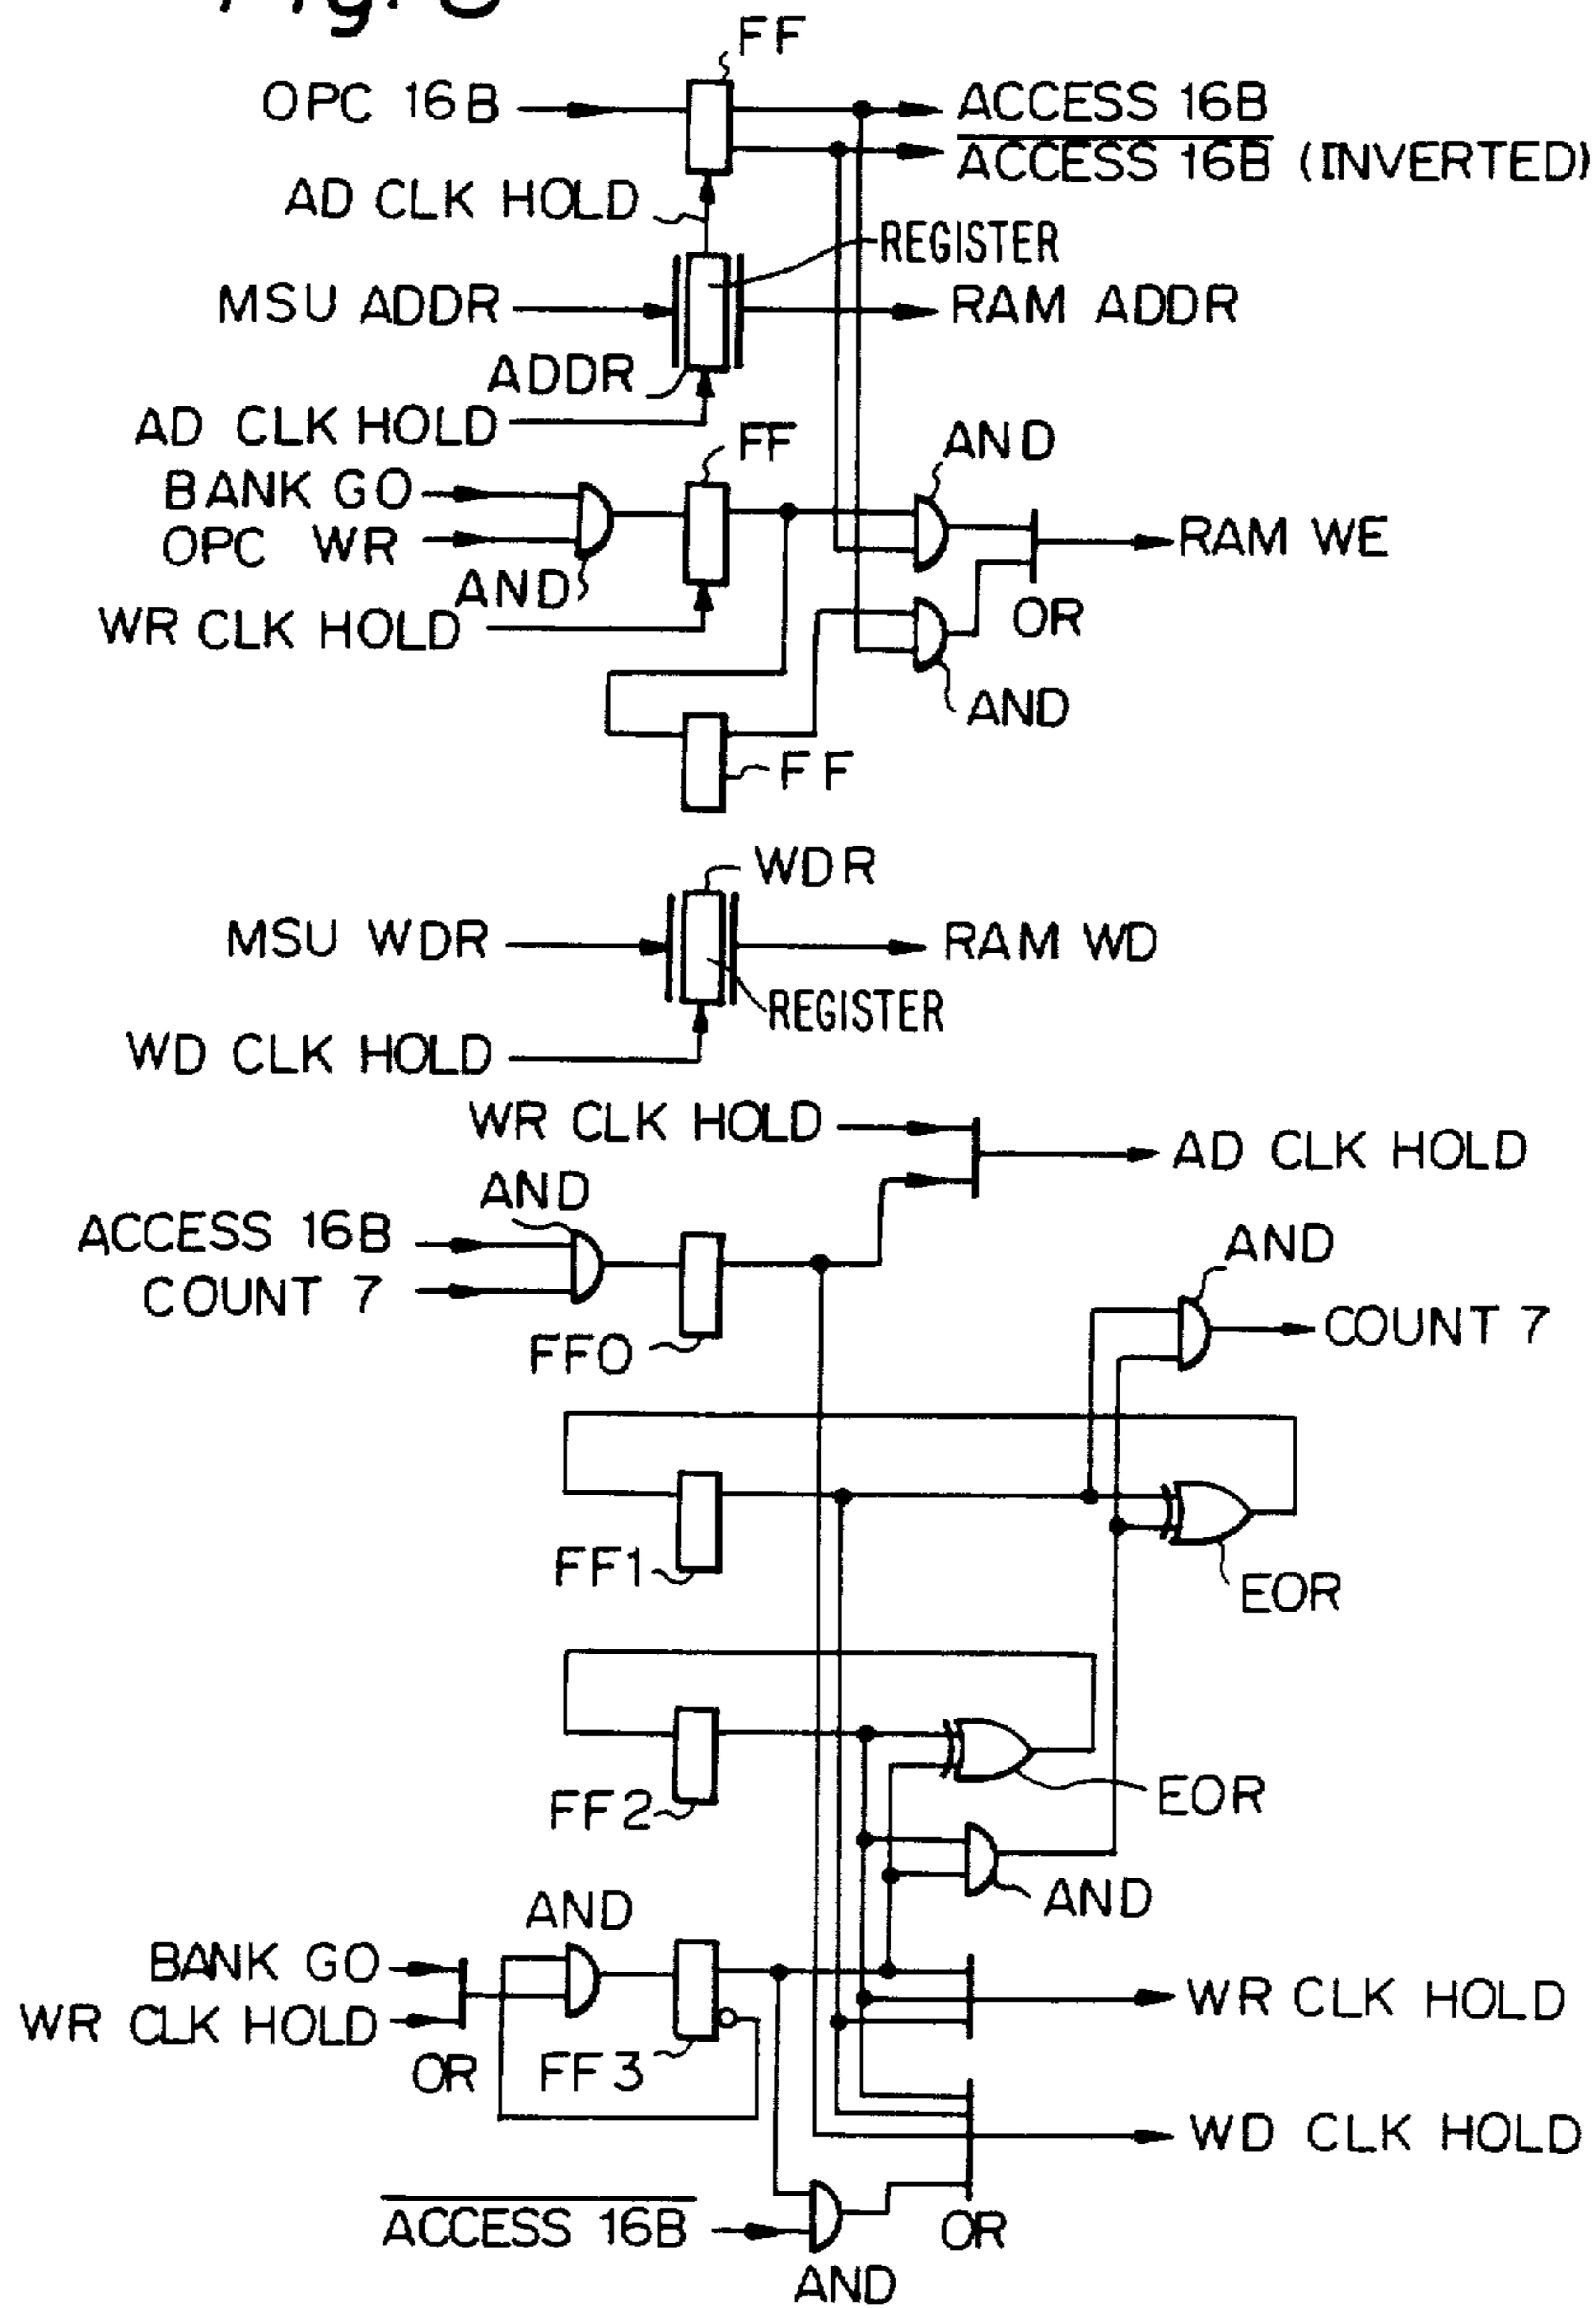 FF
OPC 16B
ACCESS 16B
ACCESS 16B (INVERTED)
AD CLK HOLD
REGISTER
MSU ADDR
RAM ADDR
ADDR
AD CLK HOLD
FF
AND
BANK GO
OPC WR
RAM WE
AND
WR CLK HOLD
OR
AND
FF
WDR
MSU WDR
RAM WD
REGISTER
WD CLK HOLD
WR CLK HOLD
AD CLK HOLD
AND
ACCESS 16B
AND
COUNT 7
COUNT 7
FF0
FF1
EOR
EOR
FF2
AND
AND
BANK GO
WR CLK HOLD
WR CLK HOLD
OR
FF3
WD CLK HOLD
ACCESS 16B
OR
AND